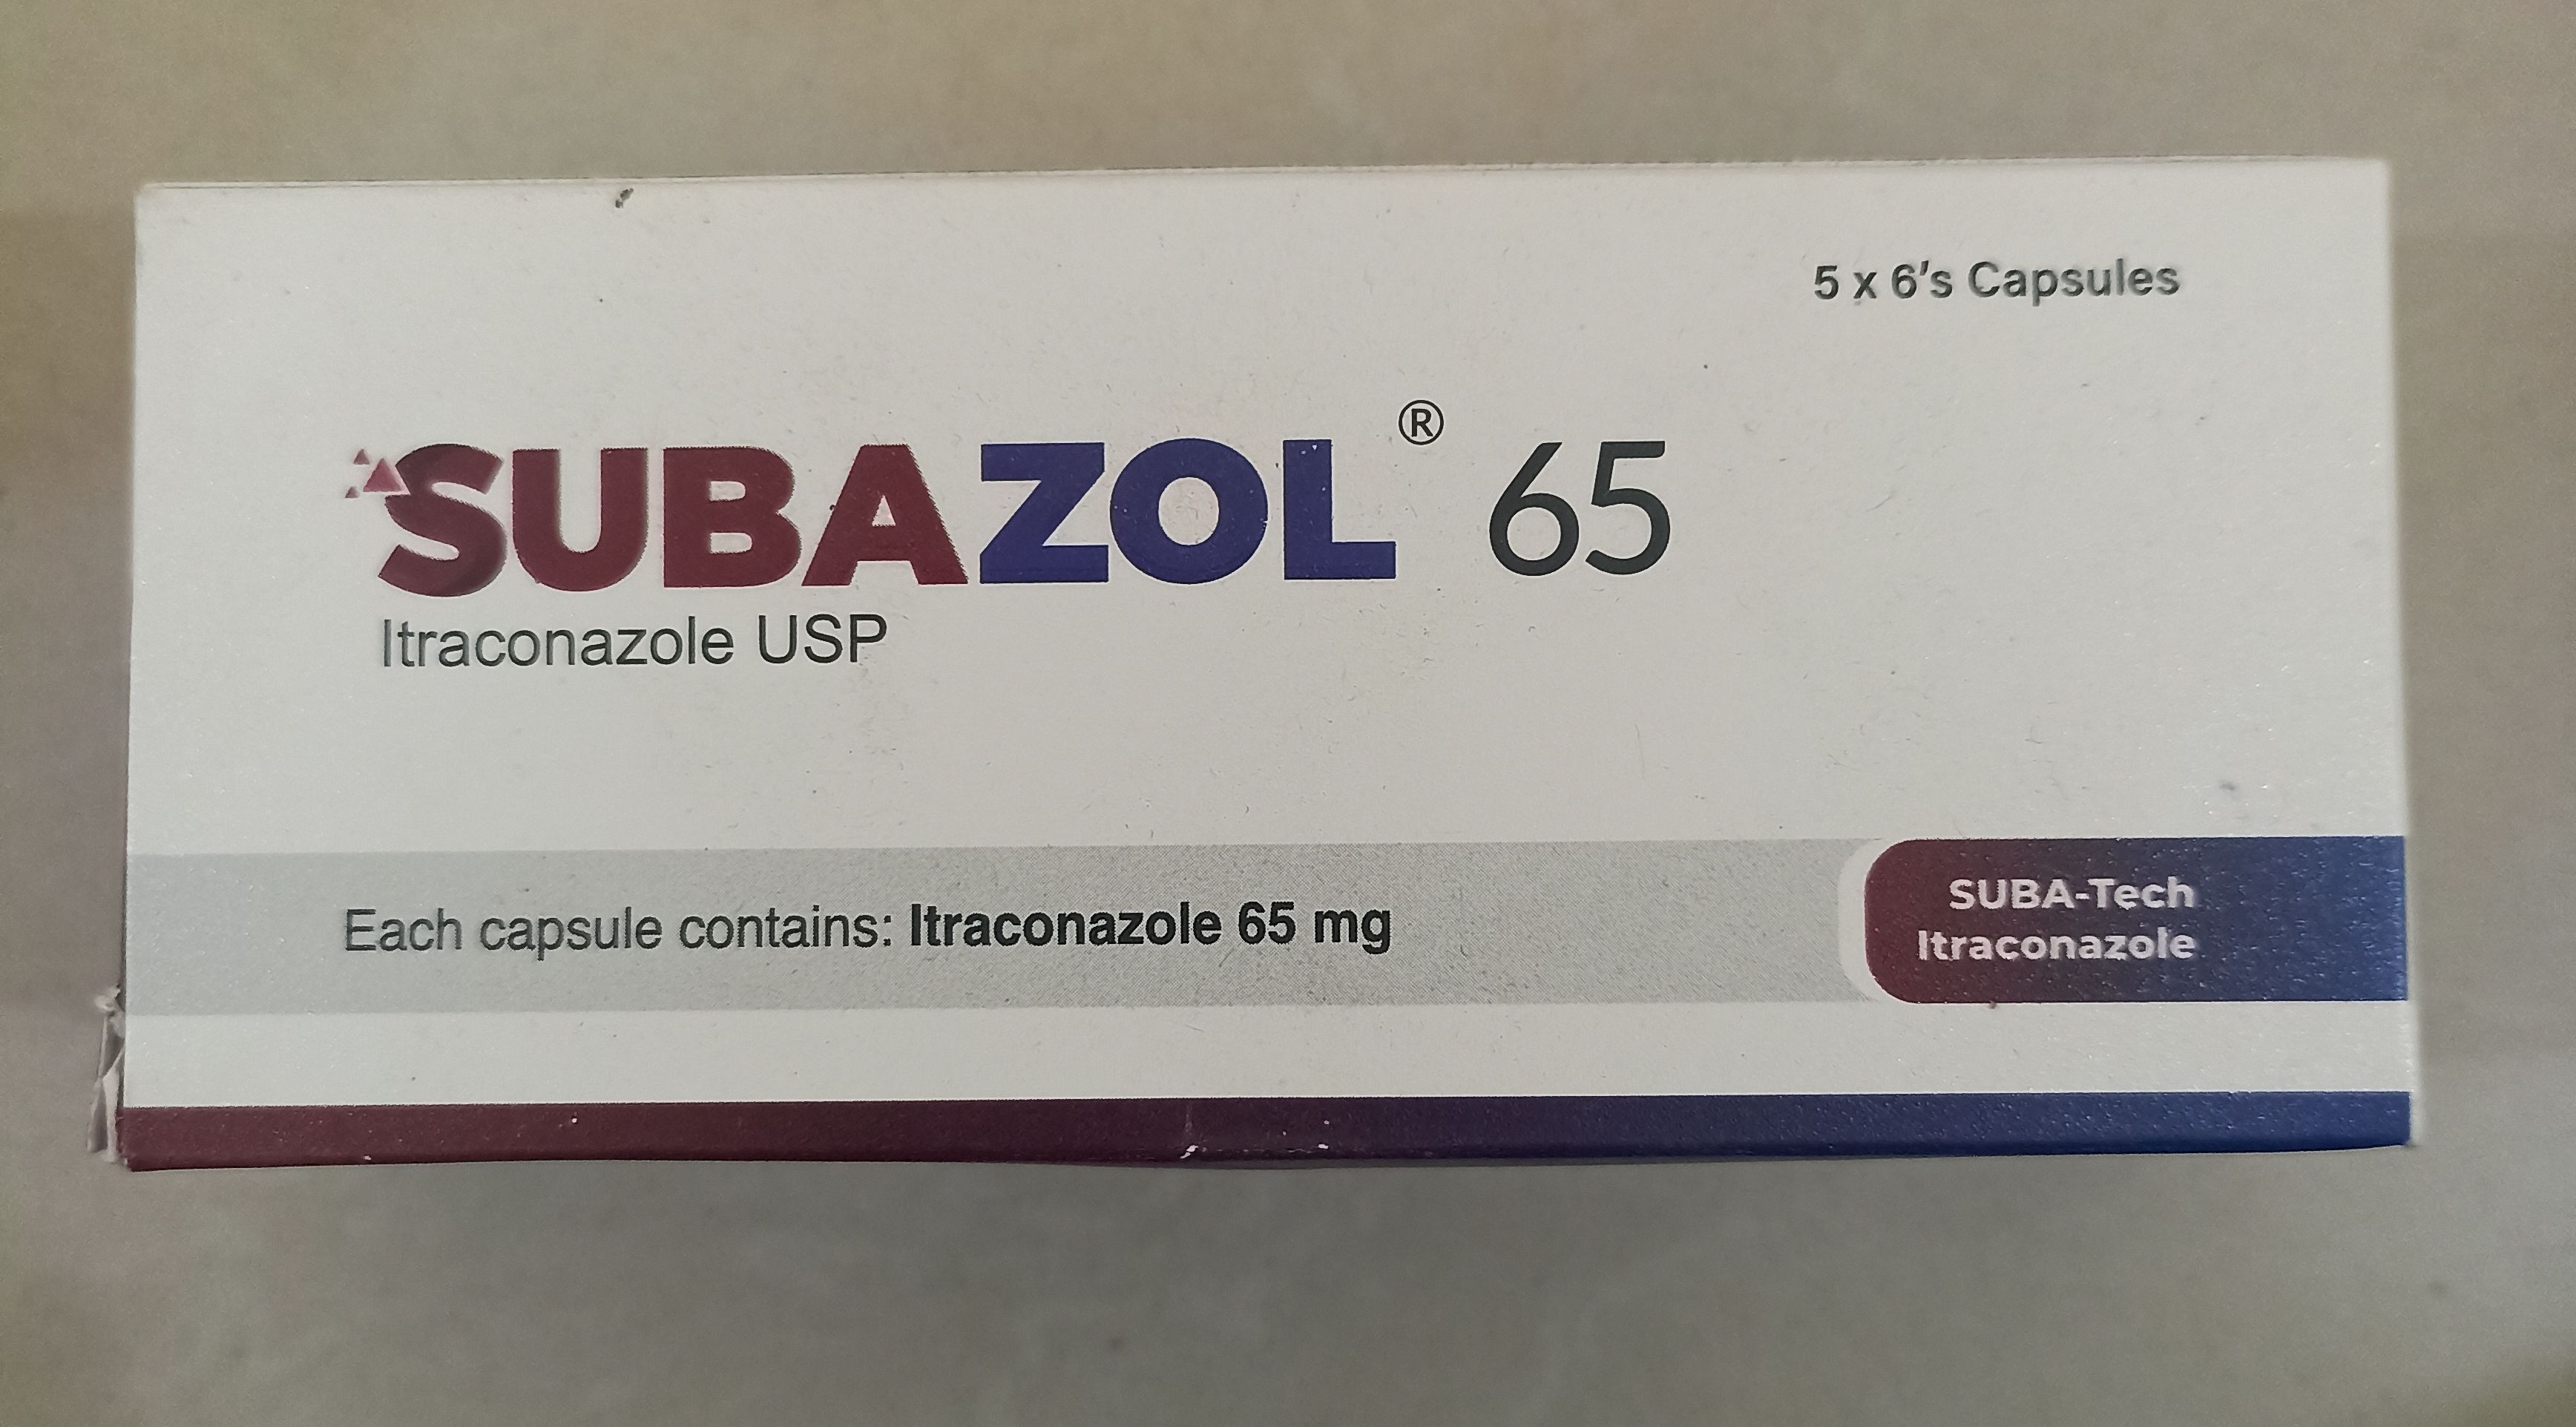 5 x 6's Capsules
SUBAZOL® 65
Itraconazole USP
Each capsule contains: Itraconazole 65 mg
SUBA-Tech
Itraconazole